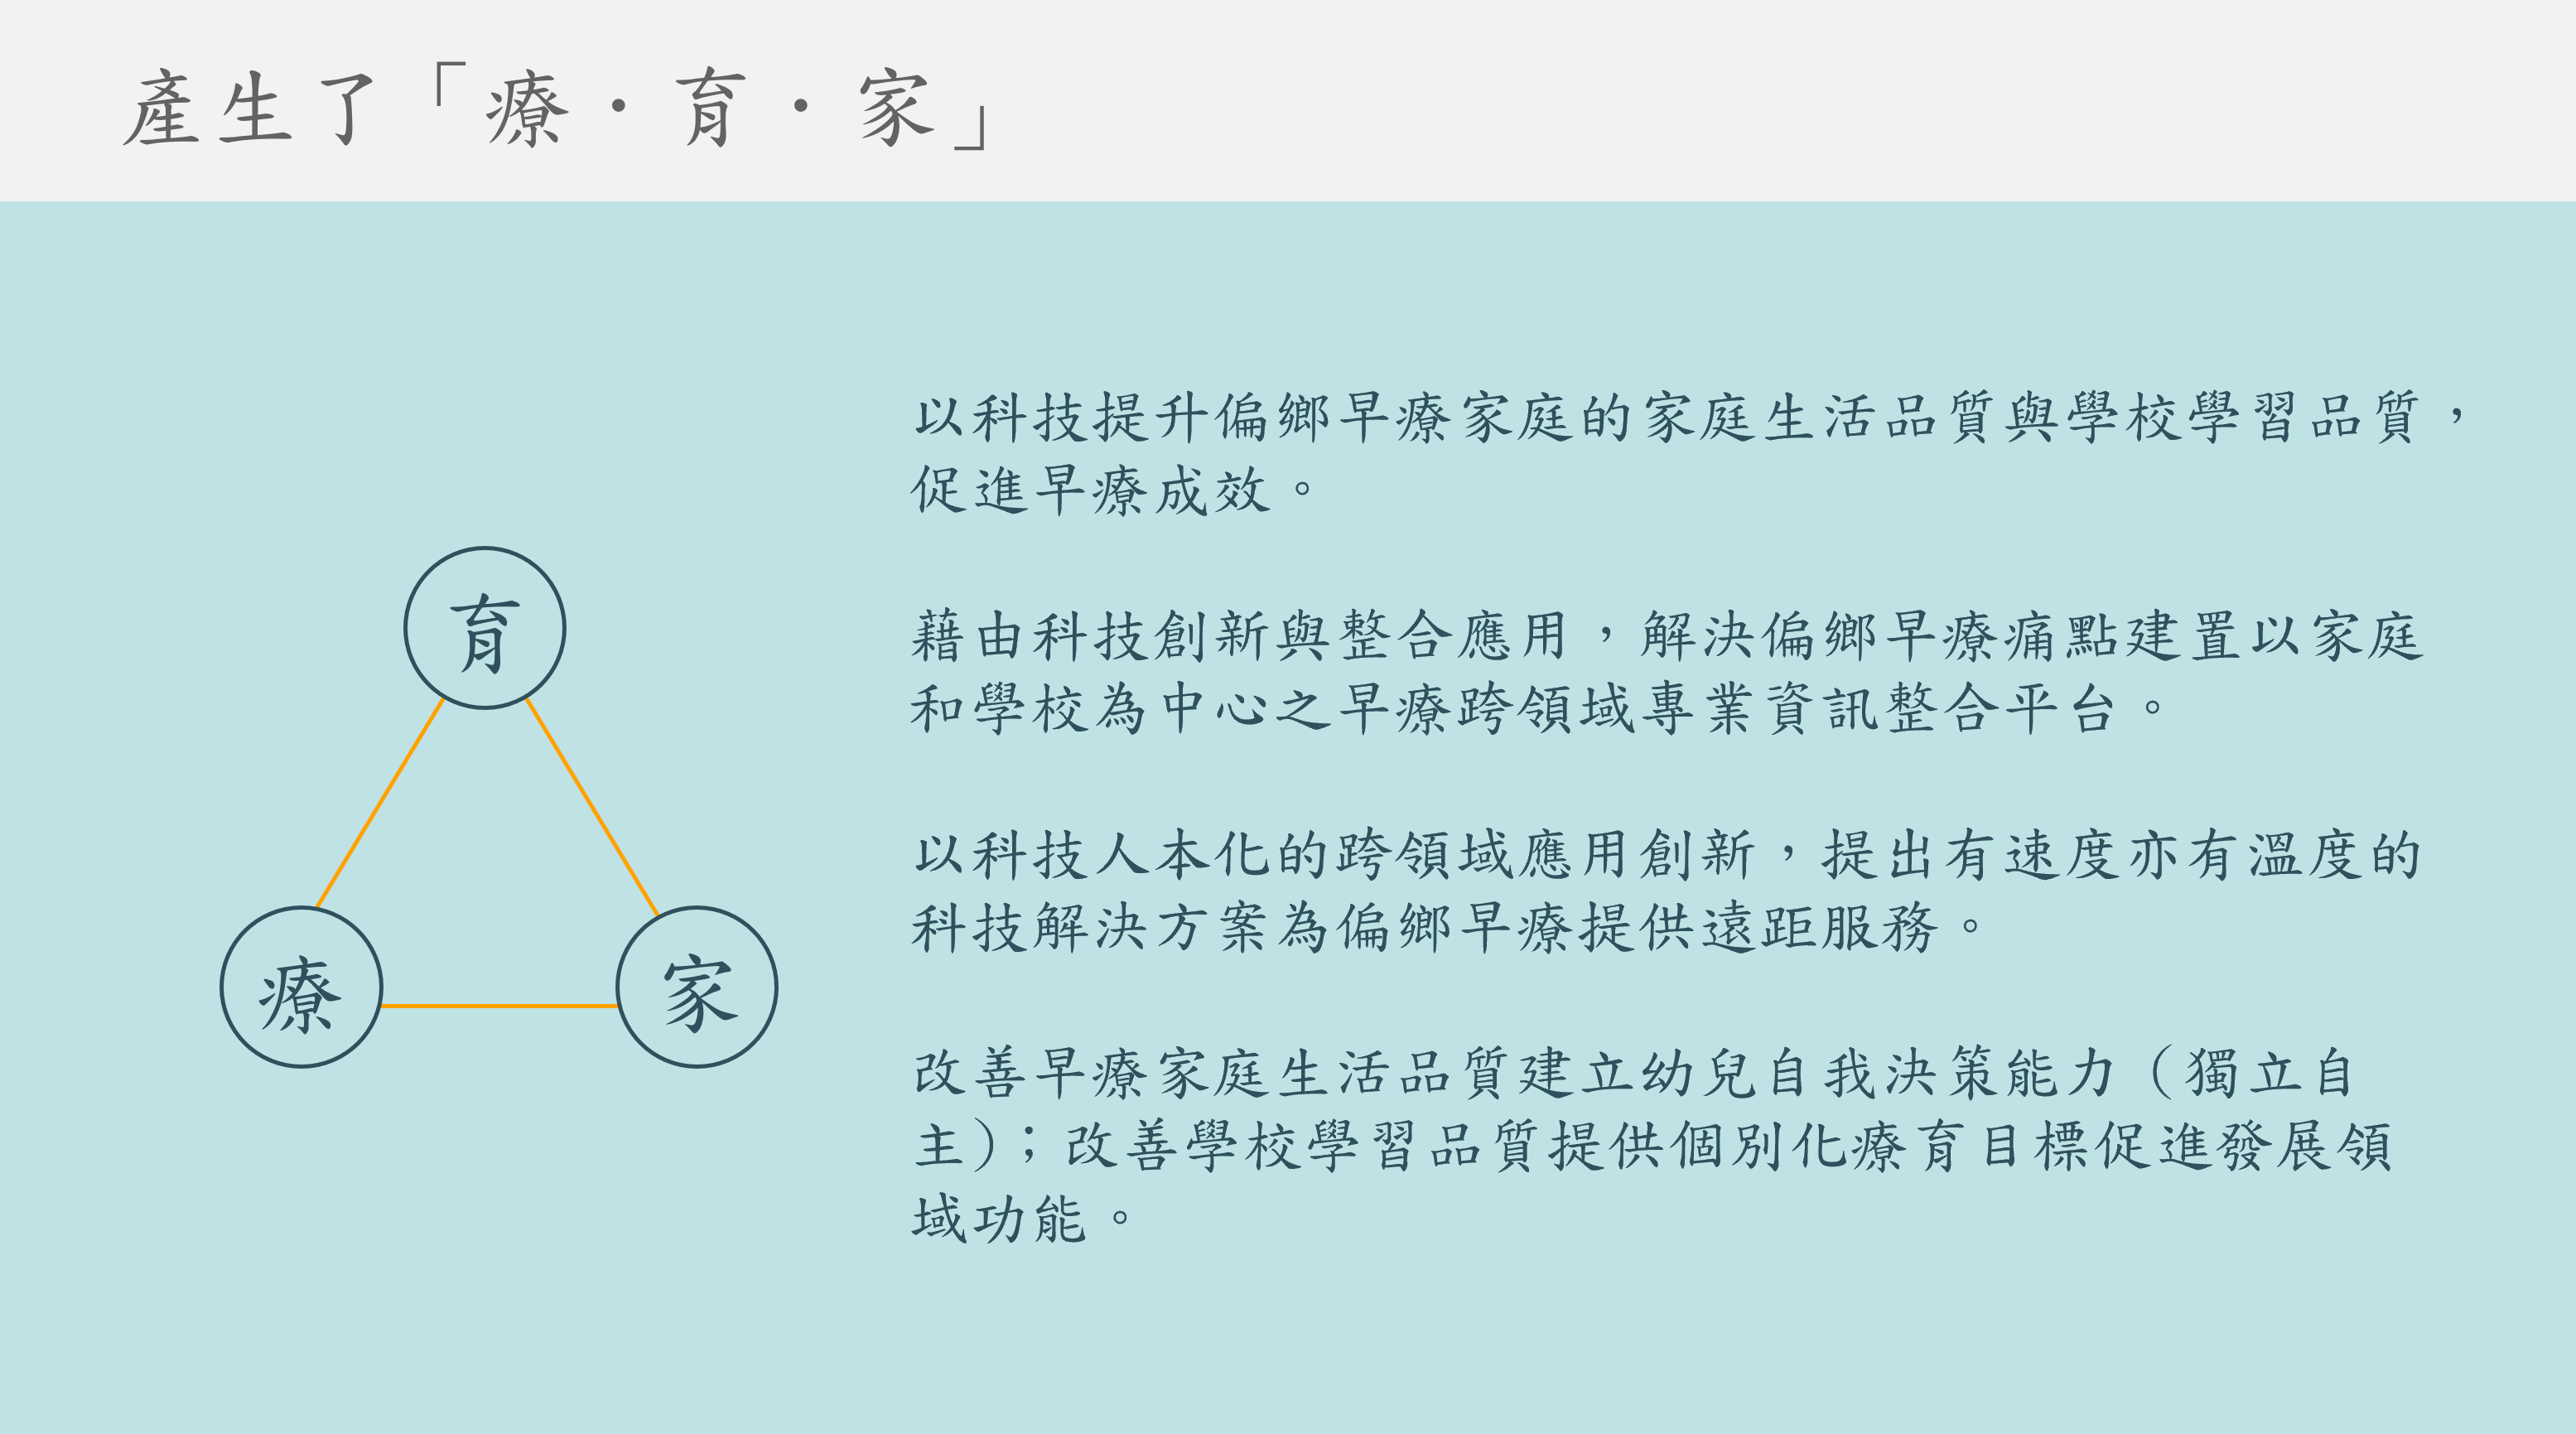 產生了「療・育・家」
育
療
家
以科技提升偏鄉早療家庭的家庭生活品質與學校學習品質，
促進早療成效。
藉由科技創新與整合應用，解決偏鄉早療痛點建置以家庭
和學校為中心之早療跨領域專業資訊整合平台。
以科技人本化的跨領域應用創新，提出有速度亦有溫度的
科技解決方案為偏鄉早療提供遠距服務。
改善早療家庭生活品質建立幼兒自我決策能力（獨立自
主）；改善學校學習品質提供個別化療育目標促進發展領
域功能。